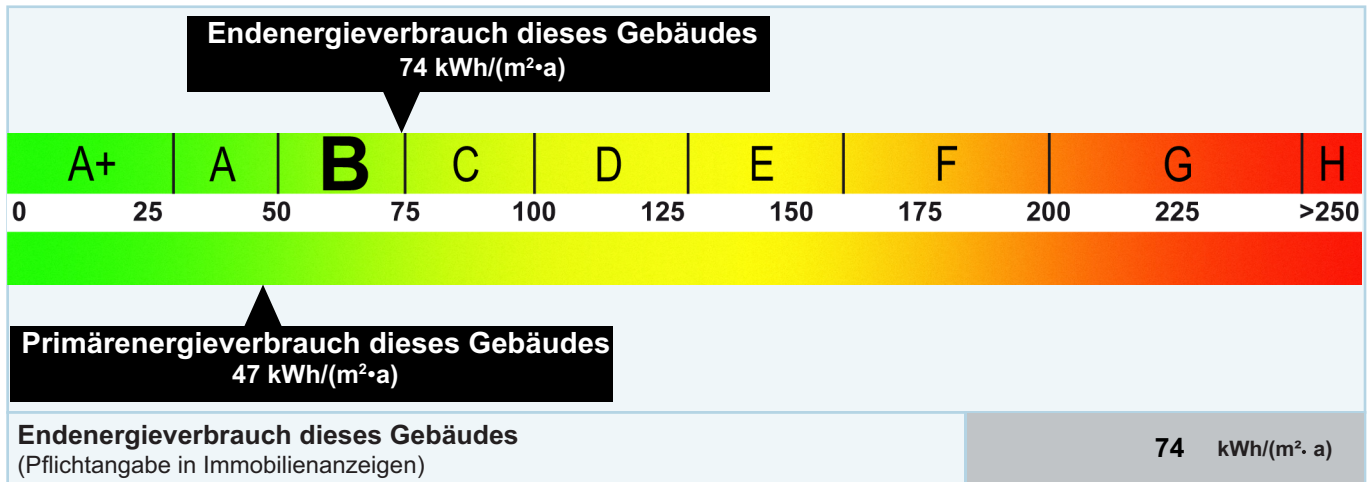 Endenergieverbrauch dieses Gebäudes
74 kWh/(m²•a)
A+ A B C D E F G H
0 25 50 75 100 125 150 175 200 225 >250
Primärenergieverbrauch dieses Gebäudes
47 kWh/(m²•a)
Endenergieverbrauch dieses Gebäudes
(Pflichtangabe in Immobilienanzeigen)
74 kWh/(m²· a)